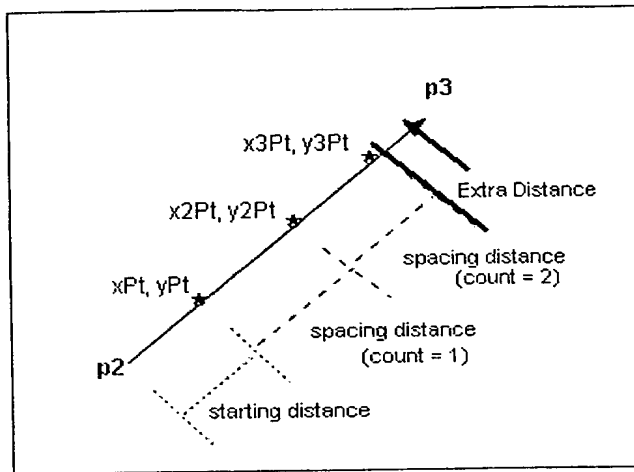 p3
x3Pt, y3Pt
Extra Distance
x2Pt, y2Pt
spacing distance
(count = 2)
xPt, yPt
spacing distance
(count = 1)
p2
starting distance